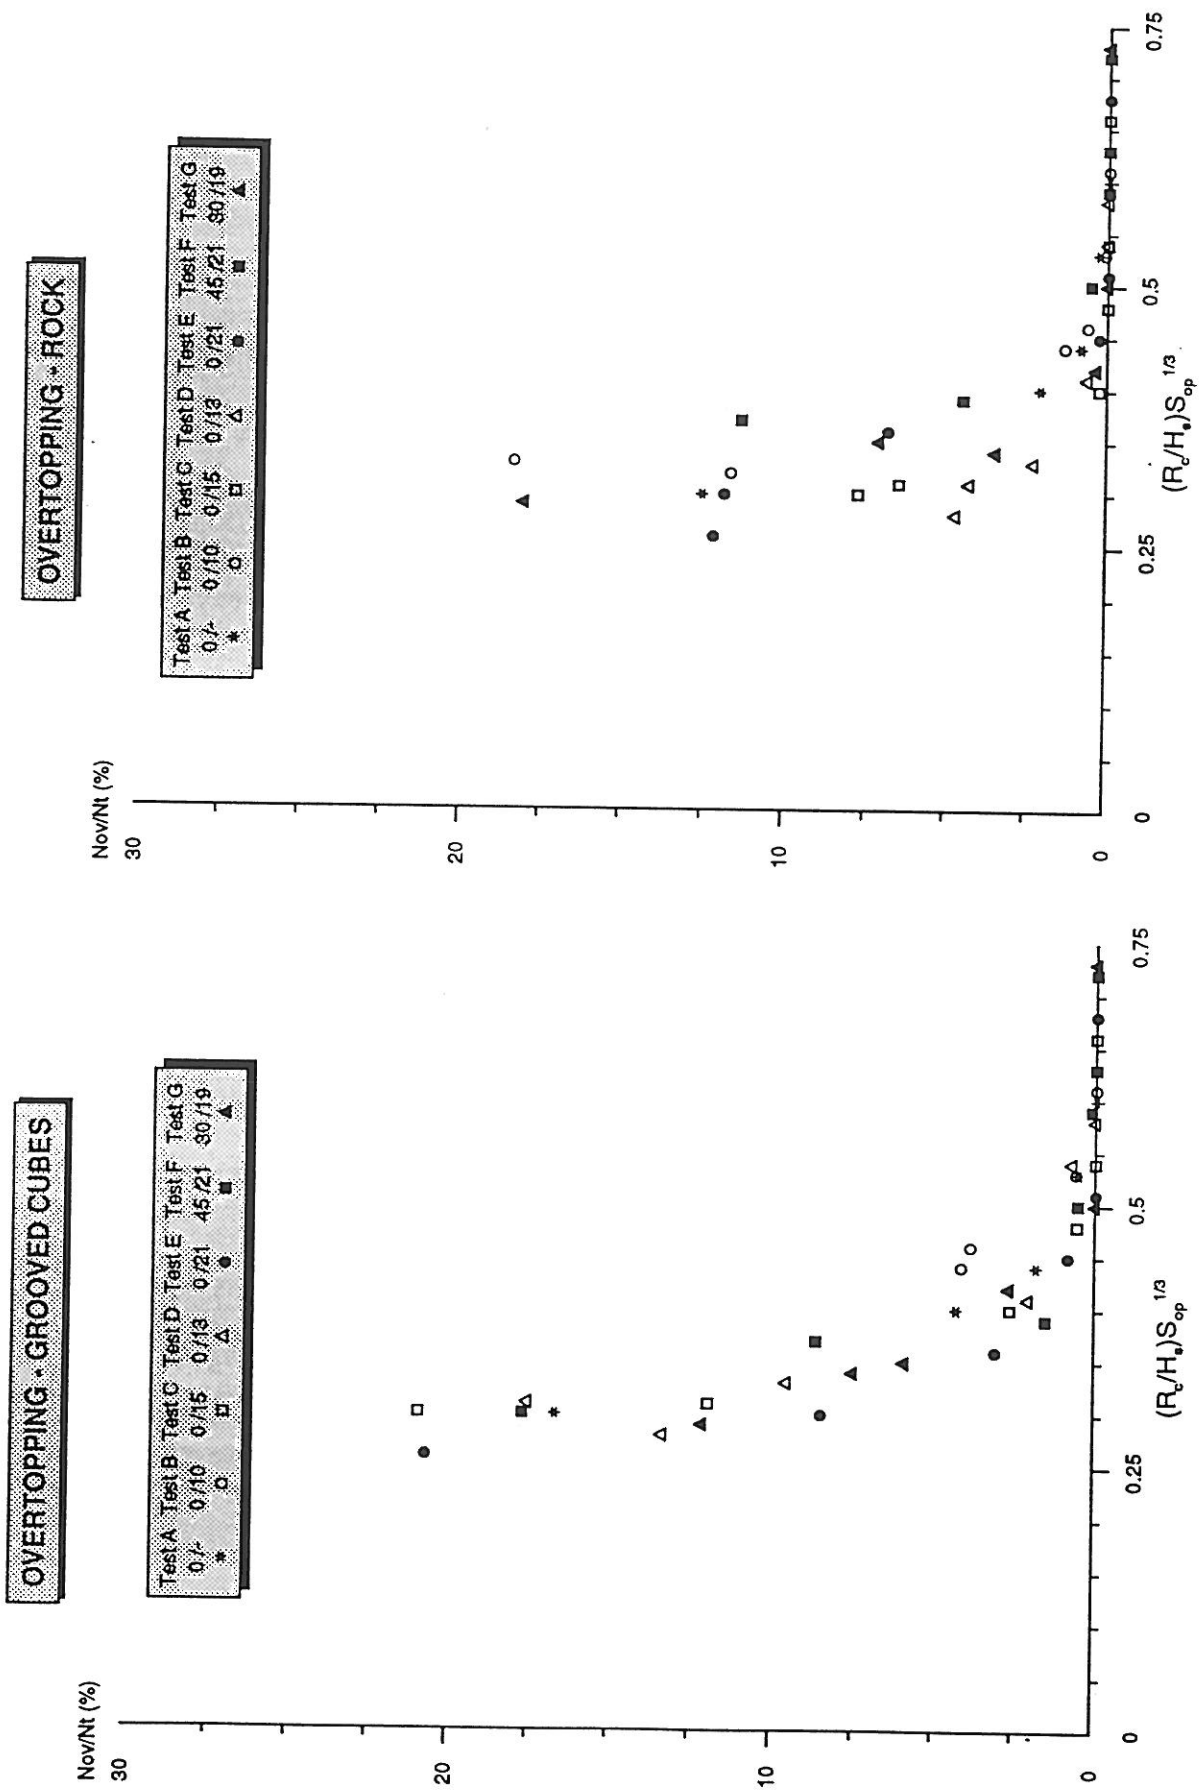 OVERTOPPING - GROOVED CUBES
Test A Test B Test C Test D Test E Test F Test G
0/- 0/10 0/15 0/13 0/21 45/21 30/19
Nov/Nt (%)
30
20
10
0
0 0.25 0.5 0.75
(Rc/Hs)Sop 1/3
OVERTOPPING - ROCK
Test A Test B Test C Test D Test E Test F Test G
0/- 0/10 0/15 0/13 0/21 45/21 30/19
Nov/Nt (%)
30
20
10
0
0 0.25 0.5 0.75
(Rc/Hs)Sop 1/3